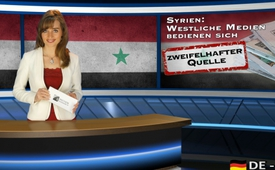 SYRIEN:
WESTLICHE MEDIEN
BEDIENEN SICH
ZWEIFELHAFTER
QUELLE
DE -